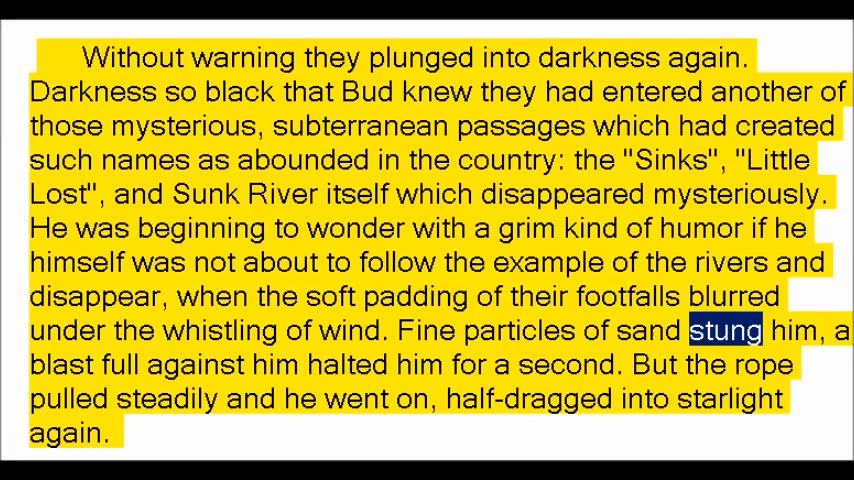 Without warning they plunged into darkness again.
Darkness so black that Bud knew they had entered another of
those mysterious, subterranean passages which had created
such names as abounded in the country: the "Sinks", "Little
Lost", and Sunk River itself which disappeared mysteriously.
He was beginning to wonder with a grim kind of humor if he
himself was not about to follow the example of the rivers and
disappear, when the soft padding of their footfalls blurred
under the whistling of wind. Fine particles of sand stung him, a
blast full against him halted him for a second. But the rope
pulled steadily and he went on, half-dragged into starlight
again.